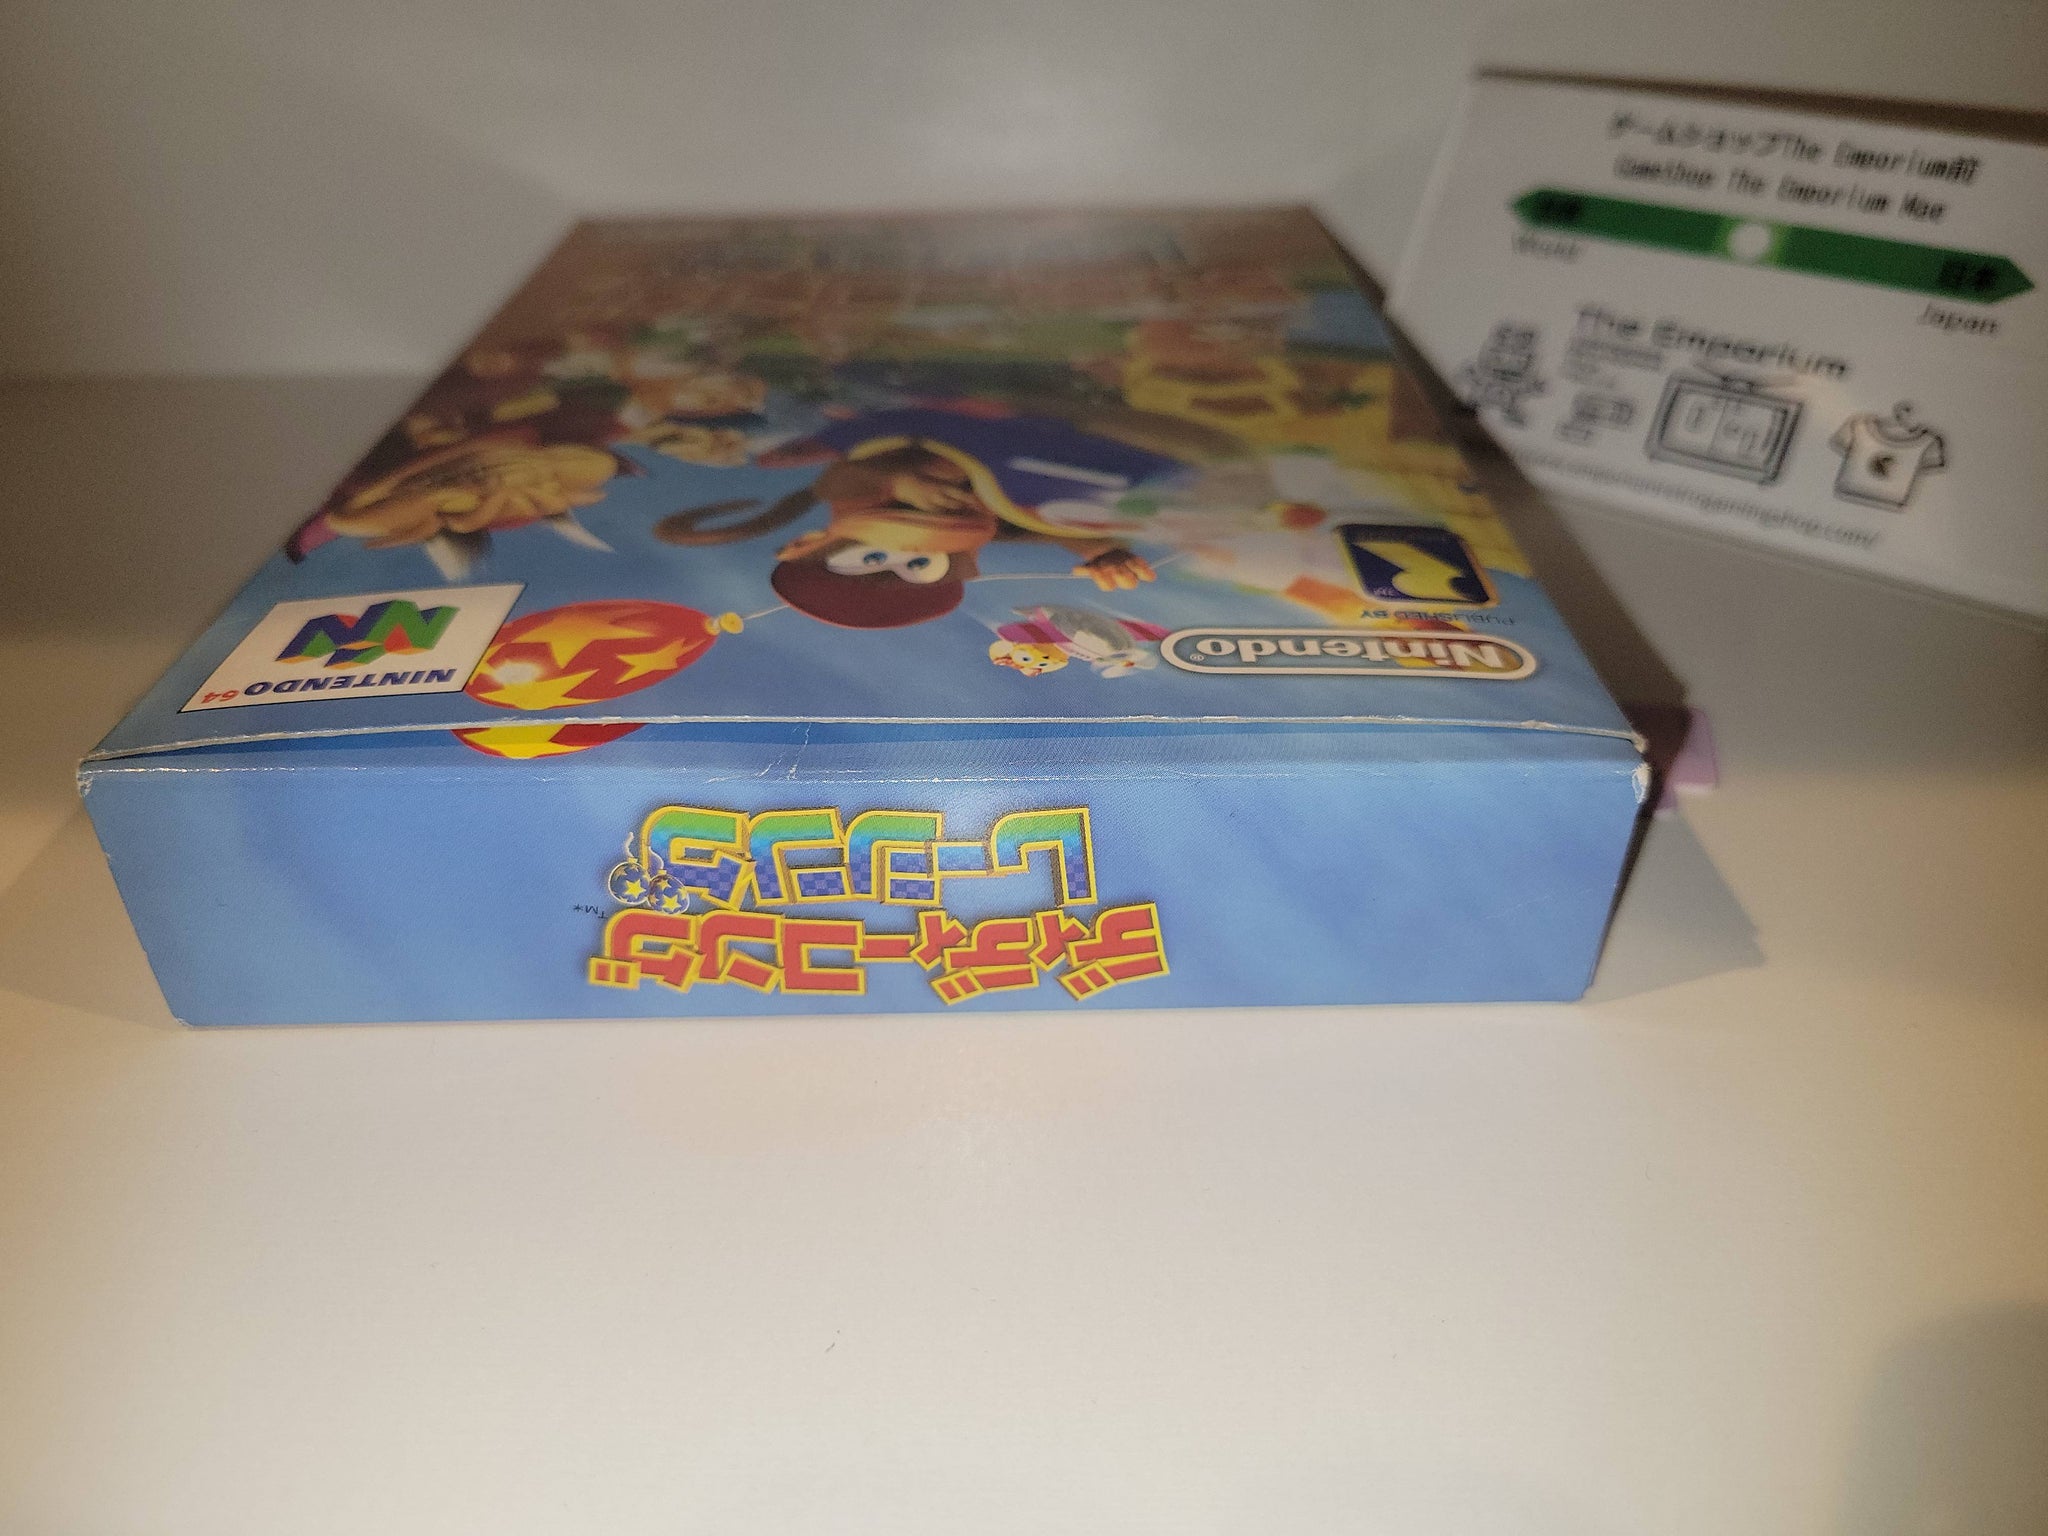 NINTENDO 64
Nintendo®
PUBLISHED BY
ディディーコング
レーシング
TM*
ゲームショップThe Emporium前
GameShop The Emporium Mae
日本
Japan
The Emporium